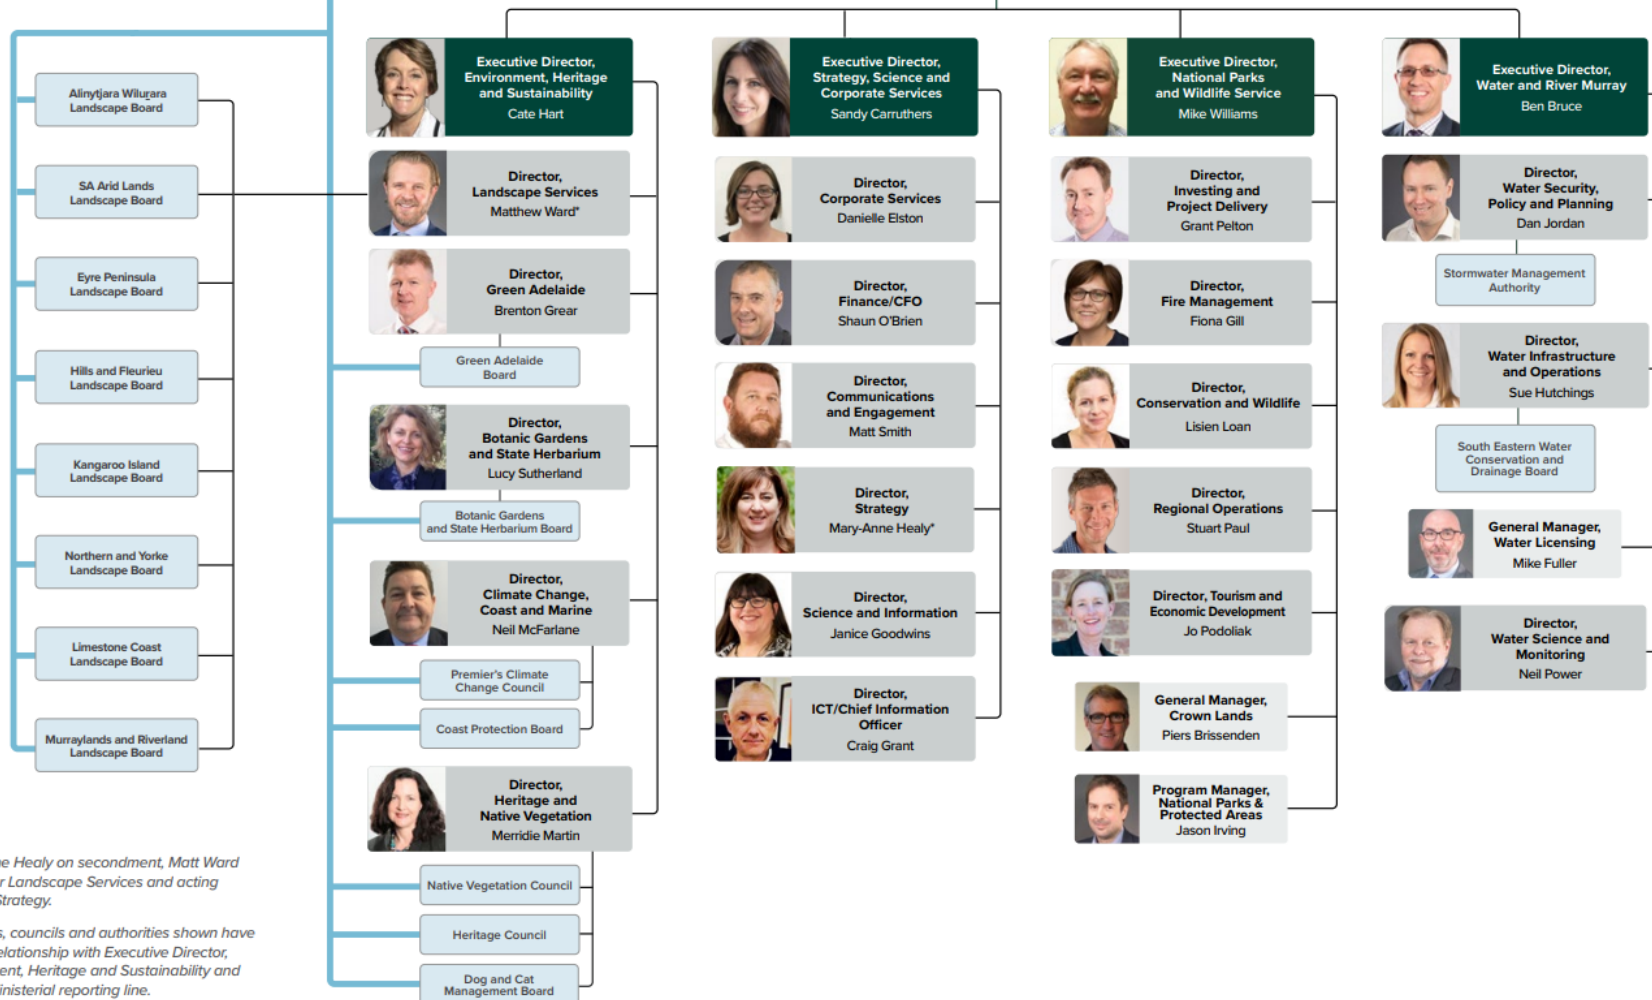 Alinytjara Wiluṟara
Landscape Board
SA Arid Lands
Landscape Board
Eyre Peninsula
Landscape Board
Hills and Fleurieu
Landscape Board
Kangaroo Island
Landscape Board
Northern and Yorke
Landscape Board
Limestone Coast
Landscape Board
Murraylands and Riverland
Landscape Board
Executive Director,
Environment, Heritage
and Sustainability
Cate Hart
Director,
Landscape Services
Matthew Ward*
Director,
Green Adelaide
Brenton Grear
Green Adelaide
Board
Director,
Botanic Gardens
and State Herbarium
Lucy Sutherland
Botanic Gardens
and State Herbarium Board
Director,
Climate Change,
Coast and Marine
Neil McFarlane
Premier's Climate
Change Council
Coast Protection Board
Director,
Heritage and
Native Vegetation
Merridie Martin
Native Vegetation Council
Heritage Council
Dog and Cat
Management Board
Executive Director,
Strategy, Science and
Corporate Services
Sandy Carruthers
Director,
Corporate Services
Danielle Elston
Director,
Finance/CFO
Shaun O'Brien
Director,
Communications
and Engagement
Matt Smith
Director,
Strategy
Mary-Anne Healy*
Director,
Science and Information
Janice Goodwins
Director,
ICT/Chief Information
Officer
Craig Grant
Executive Director,
National Parks
and Wildlife Service
Mike Williams
Director,
Investing and
Project Delivery
Grant Pelton
Director,
Fire Management
Fiona Gill
Director,
Conservation and Wildlife
Lisien Loan
Director,
Regional Operations
Stuart Paul
Director, Tourism and
Economic Development
Jo Podoliak
General Manager,
Crown Lands
Piers Brissenden
Program Manager,
National Parks &
Protected Areas
Jason Irving
Executive Director,
Water and River Murray
Ben Bruce
Director,
Water Security,
Policy and Planning
Dan Jordan
Stormwater Management
Authority
Director,
Water Infrastructure
and Operations
Sue Hutchings
South Eastern Water
Conservation and
Drainage Board
General Manager,
Water Licensing
Mike Fuller
Director,
Water Science and
Monitoring
Neil Power
Healy on secondment, Matt Ward
Landscape Services and acting
Strategy.
councils and authorities shown have
relationship with Executive Director,
Heritage and Sustainability and
reporting line.